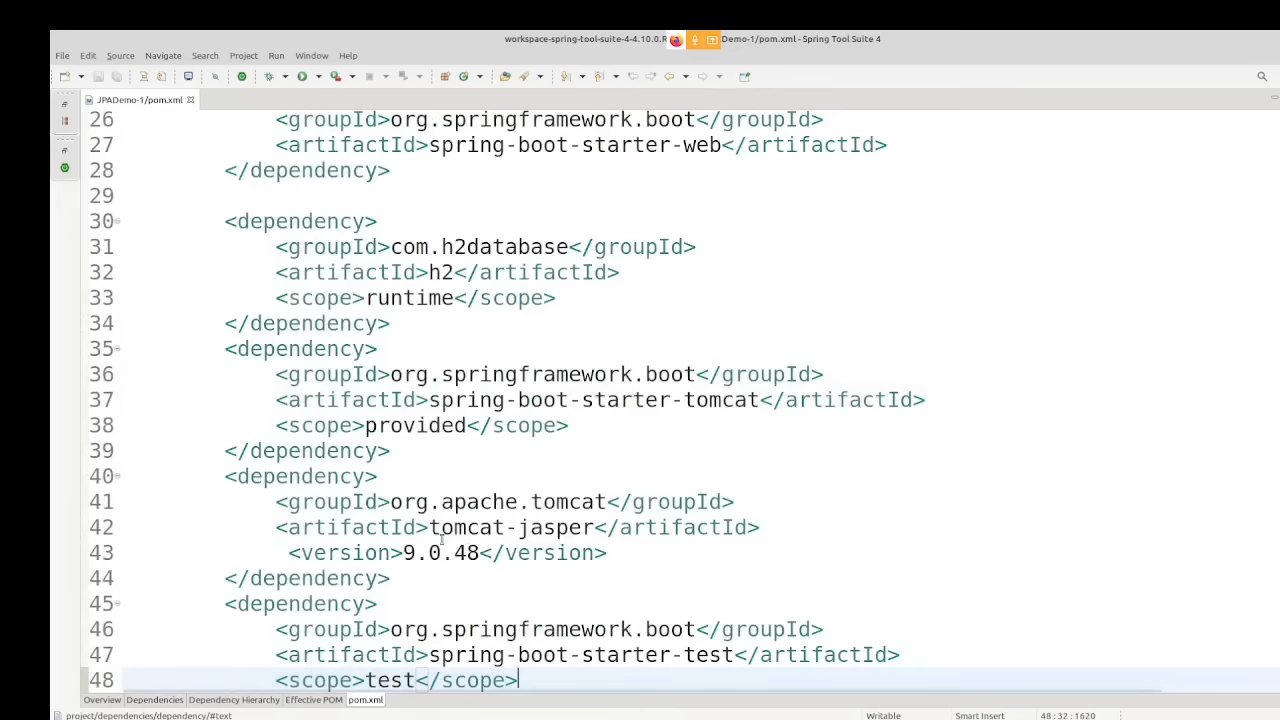 workspace-spring-tool-suite-4-4.10.0.R Demo-1/pom.xml - Spring Tool Suite 4
File Edit Source Navigate Search Project Run Window Help
JPADemo-1/pom.xml
26 <groupId>org.springframework.boot</groupId>
27 <artifactId>spring-boot-starter-web</artifactId>
28 </dependency>
29
30 <dependency>
31 <groupId>com.h2database</groupId>
32 <artifactId>h2</artifactId>
33 <scope>runtime</scope>
34 </dependency>
35 <dependency>
36 <groupId>org.springframework.boot</groupId>
37 <artifactId>spring-boot-starter-tomcat</artifactId>
38 <scope>provided</scope>
39 </dependency>
40 <dependency>
41 <groupId>org.apache.tomcat</groupId>
42 <artifactId>tomcat-jasper</artifactId>
43 <version>9.0.48</version>
44 </dependency>
45 <dependency>
46 <groupId>org.springframework.boot</groupId>
47 <artifactId>spring-boot-starter-test</artifactId>
48 <scope>test</scope>
Overview Dependencies Dependency Hierarchy Effective POM pom.xml
project/dependencies/dependency/#text Writable Smart Insert 48 : 32 : 1620